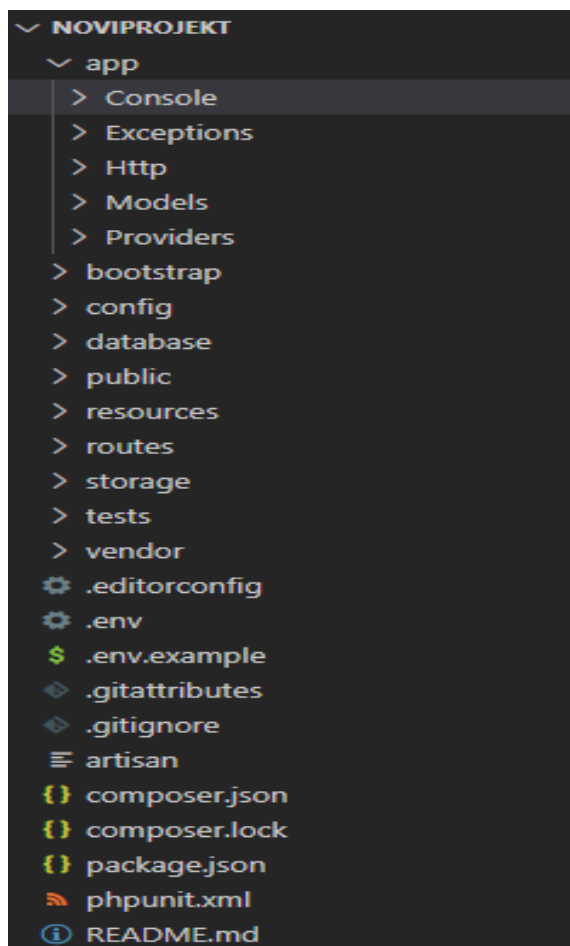 NOVIPROJEKT
app
Console
Exceptions
Http
Models
Providers
bootstrap
config
database
public
resources
routes
storage
tests
vendor
.editorconfig
.env
$ .env.example
.gitattributes
.gitignore
artisan
{} composer.json
{} composer.lock
{} package.json
phpunit.xml
README.md